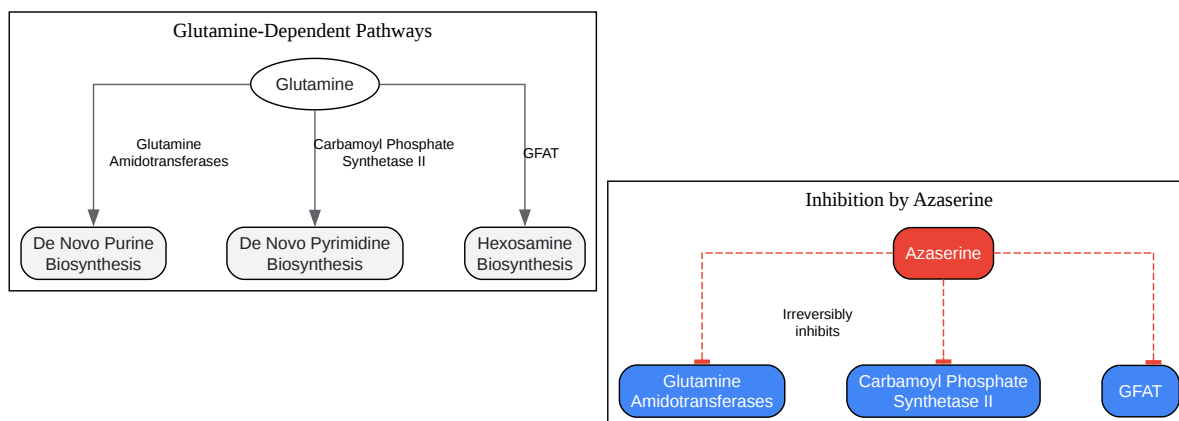 Glutamine-Dependent Pathways
Glutamine
Glutamine
Amidotransferases
Carbamoyl Phosphate
Synthetase II
GFAT
De Novo Purine
Biosynthesis
De Novo Pyrimidine
Biosynthesis
Hexosamine
Biosynthesis
Inhibition by Azaserine
Azaserine
Irreversibly
inhibits
Glutamine
Amidotransferases
Carbamoyl Phosphate
Synthetase II
GFAT